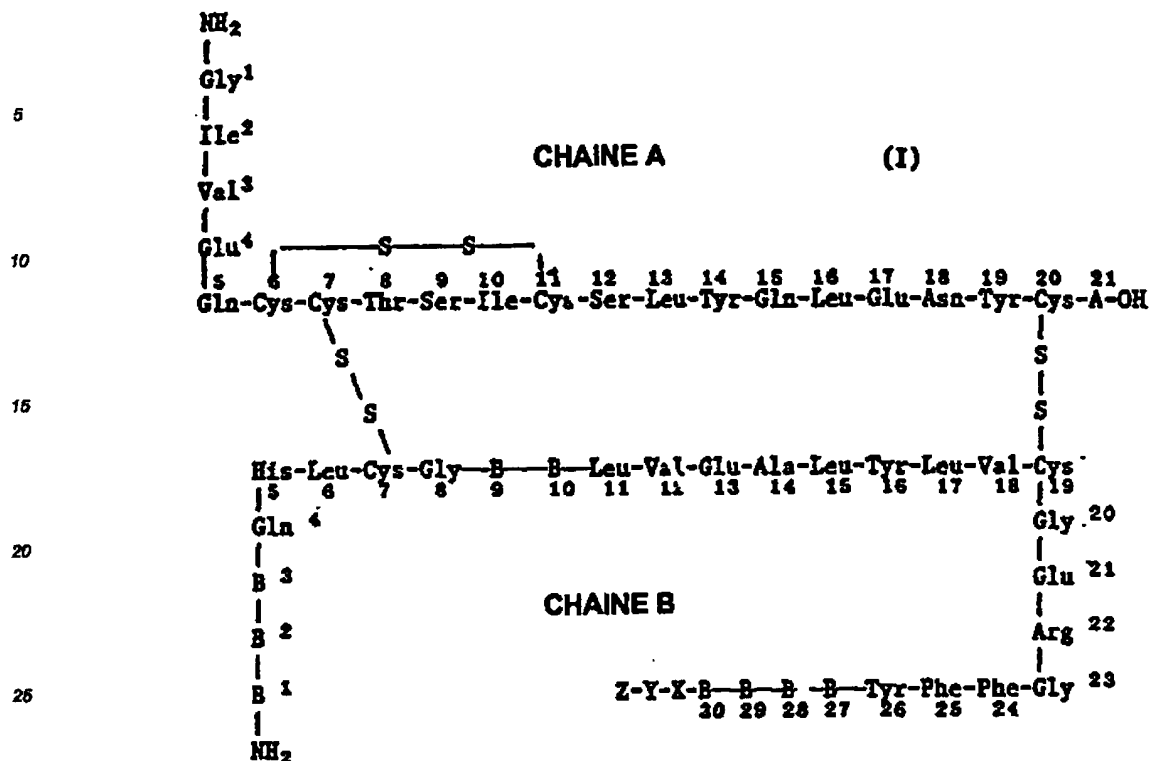 NH2
Gly1
5
Ile2
CHAINE A (I)
Val3
Glu4
S S
10
5 6 7 8 9 10 11 12 13 14 15 16 17 18 19 20 21
Gln-Cys-Cys-Thr-Ser-Ile-Cys-Ser-Leu-Tyr-Gln-Leu-Glu-Asn-Tyr-Cys-A-OH
S S
15
S S
His-Leu-Cys-Gly-B-B-Leu-Val-Glu-Ala-Leu-Tyr-Leu-Val-Cys
5 6 7 8 9 10 11 12 13 14 15 16 17 18 19
Gln 4 Gly 20
20
B 3 Glu 21
CHAINE B
B 2 Arg 22
25
B 1 Z-Y-X-B-B-B-B-Tyr-Phe-Phe-Gly 23
30 29 28 27 26 25 24
NH2